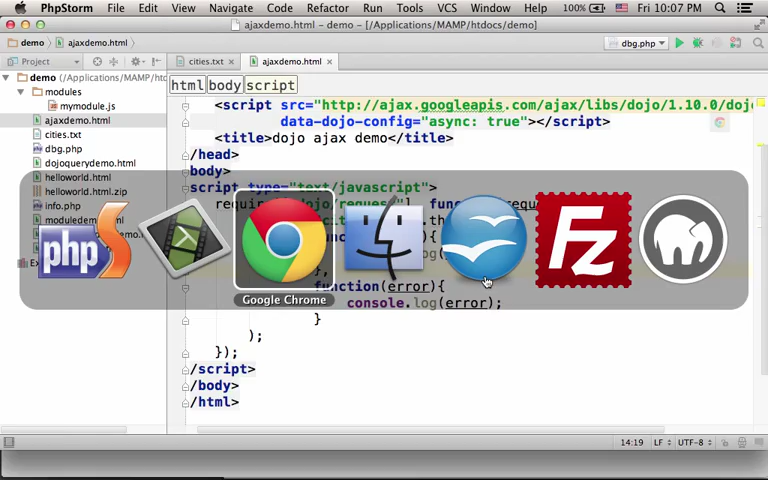 PhpStorm File Edit View Navigate Code Refactor Run Tools VCS Window Help 100% Fri 10:07 PM
ajaxdemo.html - demo - [/Applications/MAMP/htdocs/demo]
demo ajaxdemo.html dbg.php
Project cities.txt ajaxdemo.html
demo (/Applications/MAMP/htd
html body script
modules
mymodule.js
ajaxdemo.html
cities.txt
dbg.php
dojoquerydemo.html
helloworld.html
helloworld.html.zip
info.php
<script src="http://ajax.googleapis.com/ajax/libs/dojo/1.10.0/dojo
data-dojo-config="async: true"></script>
<title>dojo ajax demo</title>
/head>
body>
script type="text/javascript">
php S
Fz
Google Chrome
function(error){
console.log(error);
}
);
});
/script>
/body>
/html>
14:19 LF UTF-8